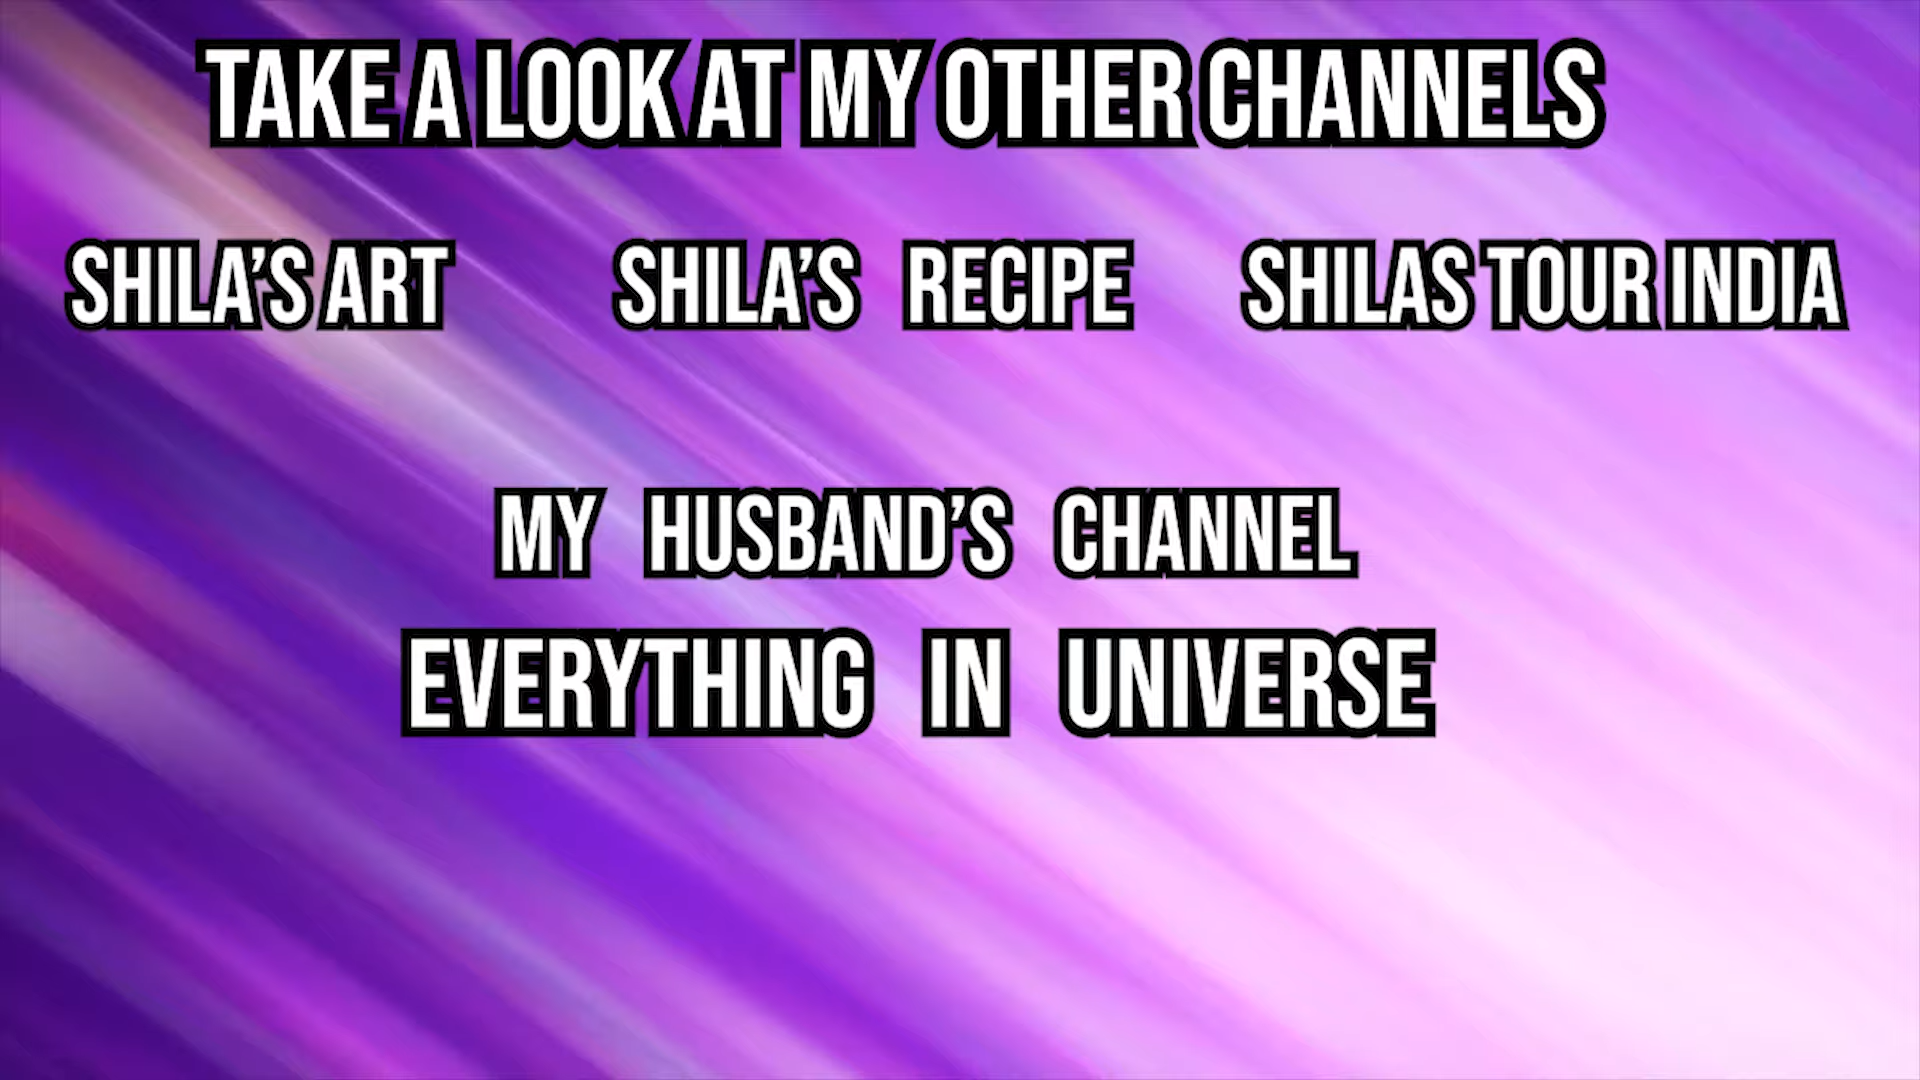 TAKE A LOOK AT MY OTHER CHANNELS
SHILA'S ART SHILA'S RECIPE SHILAS TOUR INDIA
MY HUSBAND'S CHANNEL
EVERYTHING IN UNIVERSE